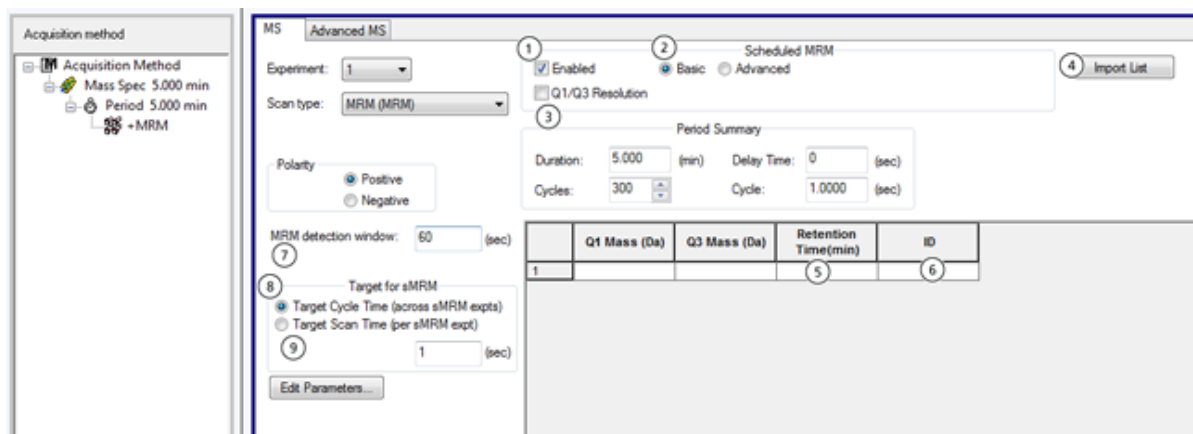 Acquisition method
Acquisition Method
Mass Spec 5.000 min
Period 5.000 min
+MRM
MS Advanced MS
Experiment: 1
Scan type: MRM (MRM)
Polarity
Positive
Negative
MRM detection window: 60 (sec)
7
8
Target for sMRM
Target Cycle Time (across sMRM expts)
Target Scan Time (per sMRM expt)
9
1 (sec)
Edit Parameters...
1 2 Scheduled MRM
Enabled Basic Advanced
Q1/Q3 Resolution
3
4 Import List
Period Summary
Duration: 5.000 (min) Delay Time: 0 (sec)
Cycles: 300 Cycle: 1.0000 (sec)
Q1 Mass (Da) Q3 Mass (Da) Retention Time(min) ID
1 5 6